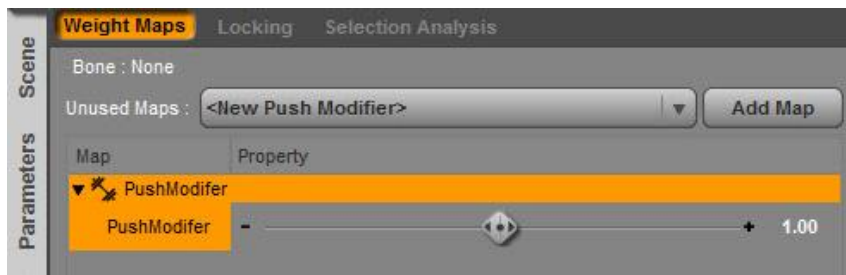 Weight Maps Locking Selection Analysis
Scene
Parameters
Bone : None
Unused Maps : <New Push Modifier> Add Map
Map Property
PushModifer
PushModifer - + 1.00